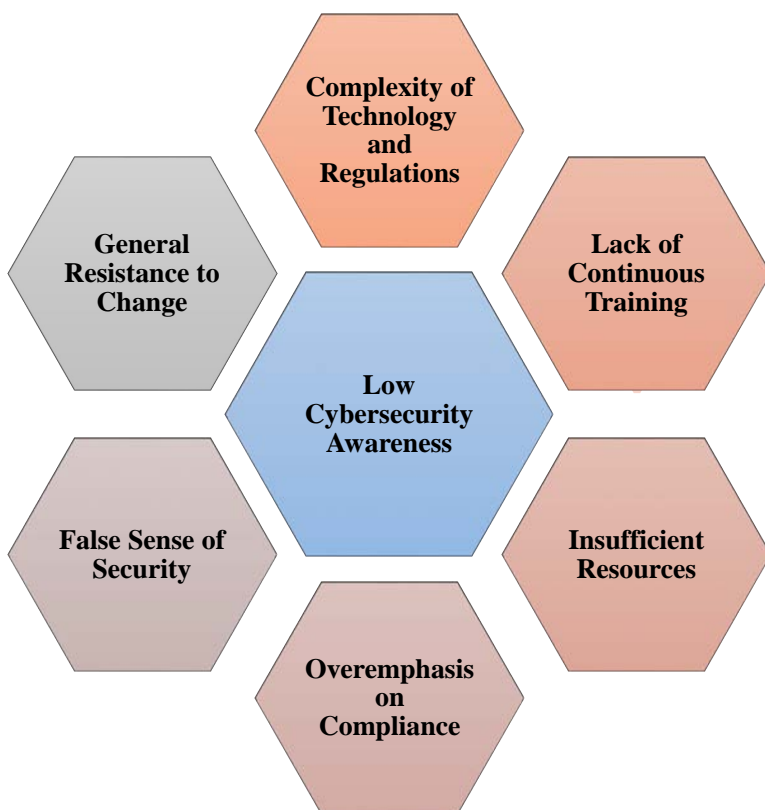 Complexity of
Technology
and
Regulations
Lack of
Continuous
Training
Insufficient
Resources
Overemphasis
on
Compliance
False Sense of
Security
General
Resistance to
Change
Low
Cybersecurity
Awareness